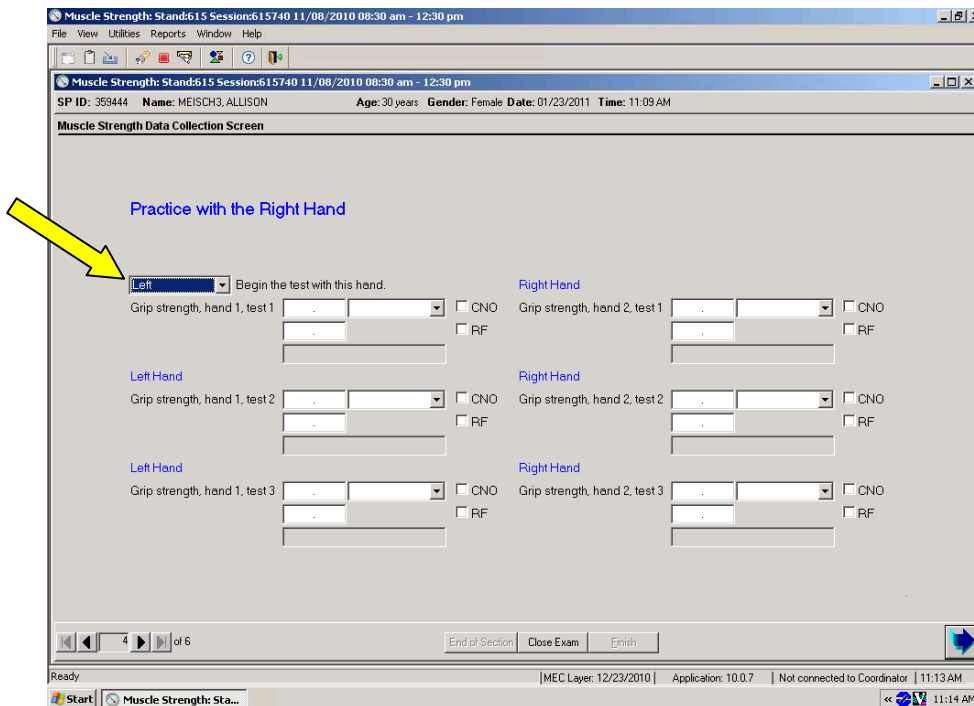 Muscle Strength: Stand:615 Session:615740 11/08/2010 08:30 am - 12:30 pm
File View Utilities Reports Window Help
Muscle Strength: Stand:615 Session:615740 11/08/2010 08:30 am - 12:30 pm
SP ID: 359444 Name: MEISCH3, ALLISON Age: 30 years Gender: Female Date: 01/23/2011 Time: 11:09 AM
Muscle Strength Data Collection Screen
Practice with the Right Hand
Left Begin the test with this hand. Right Hand
Grip strength, hand 1, test 1 . CNO Grip strength, hand 2, test 1 . CNO
. RF . RF
Left Hand Right Hand
Grip strength, hand 1, test 2 . CNO Grip strength, hand 2, test 2 . CNO
. RF . RF
Left Hand Right Hand
Grip strength, hand 1, test 3 . CNO Grip strength, hand 2, test 3 . CNO
. RF . RF
4 of 6 End of Section Close Exam Finish
Ready MEC Layer: 12/23/2010 Application: 10.0.7 Not connected to Coordinator 11:13 AM
Start Muscle Strength: Sta... « 11:14 AM